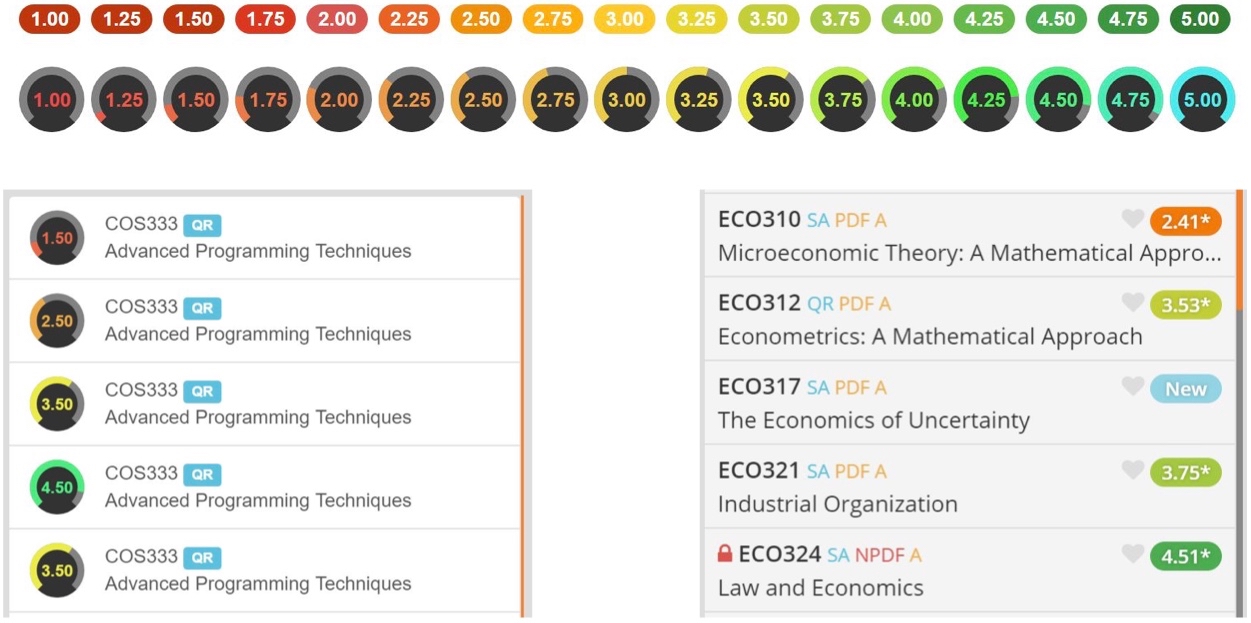 1.00 1.25 1.50 1.75 2.00 2.25 2.50 2.75 3.00 3.25 3.50 3.75 4.00 4.25 4.50 4.75 5.00
1.00 1.25 1.50 1.75 2.00 2.25 2.50 2.75 3.00 3.25 3.50 3.75 4.00 4.25 4.50 4.75 5.00
1.50 COS333 QR
Advanced Programming Techniques
2.50 COS333 QR
Advanced Programming Techniques
3.50 COS333 QR
Advanced Programming Techniques
4.50 COS333 QR
Advanced Programming Techniques
3.50 COS333 QR
Advanced Programming Techniques
ECO310 SA PDF A 2.41*
Microeconomic Theory: A Mathematical Appro...
ECO312 QR PDF A 3.53*
Econometrics: A Mathematical Approach
ECO317 SA PDF A New
The Economics of Uncertainty
ECO321 SA PDF A 3.75*
Industrial Organization
ECO324 SA NPDF A 4.51*
Law and Economics